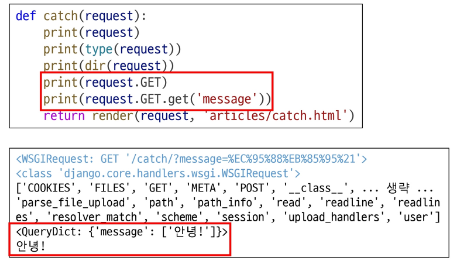 def catch(request):
    print(request)
    print(type(request))
    print(dir(request))
    print(request.GET)
    print(request.GET.get('message'))
    return render(request, 'articles/catch.html')
<WSGIRequest: GET '/catch/?message=%EC%95%88%EB%85%95%21'>
<class 'django.core.handlers.wsgi.WSGIRequest'>
['COOKIES', 'FILES', 'GET', 'META', 'POST', '__class__', ... 생략 ...
'parse_file_upload', 'path', 'path_info', 'read', 'readline', 'readlin
es', 'resolver_match', 'scheme', 'session', 'upload_handlers', 'user']
<QueryDict: {'message': ['안녕!']}>
안녕!